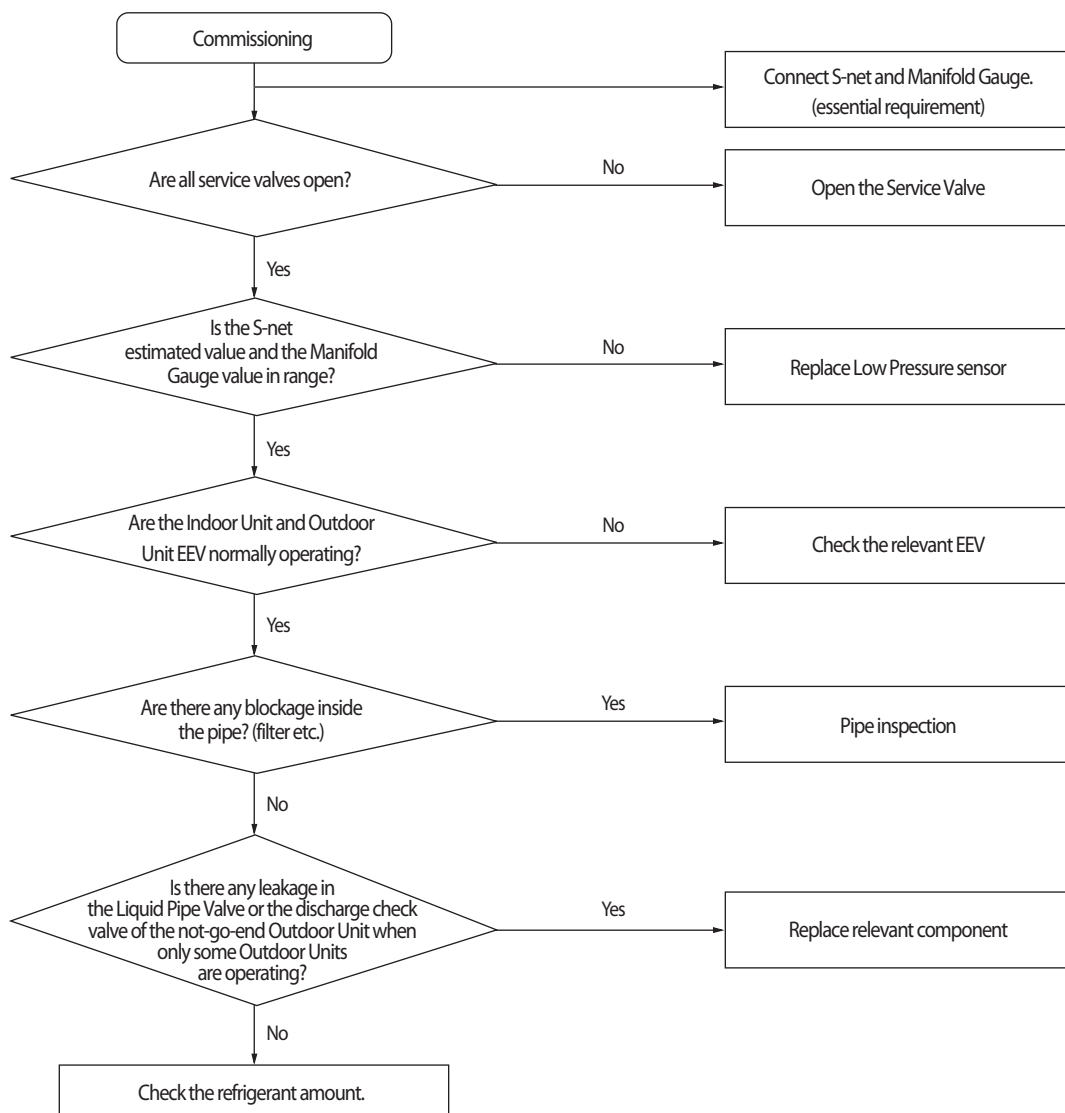 Commissioning
Connect S-net and Manifold Gauge.
(essential requirement)
Are all service valves open?
No
Open the Service Valve
Yes
Is the S-net
estimated value and the Manifold
Gauge value in range?
No
Replace Low Pressure sensor
Yes
Are the Indoor Unit and Outdoor
Unit EEV normally operating?
No
Check the relevant EEV
Yes
Are there any blockage inside
the pipe? (filter etc.)
Yes
Pipe inspection
No
Is there any leakage in
the Liquid Pipe Valve or the discharge check
valve of the not-go-end Outdoor Unit when
only some Outdoor Units
are operating?
Yes
Replace relevant component
No
Check the refrigerant amount.